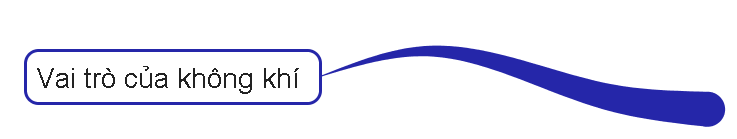 Vai trò của không khí